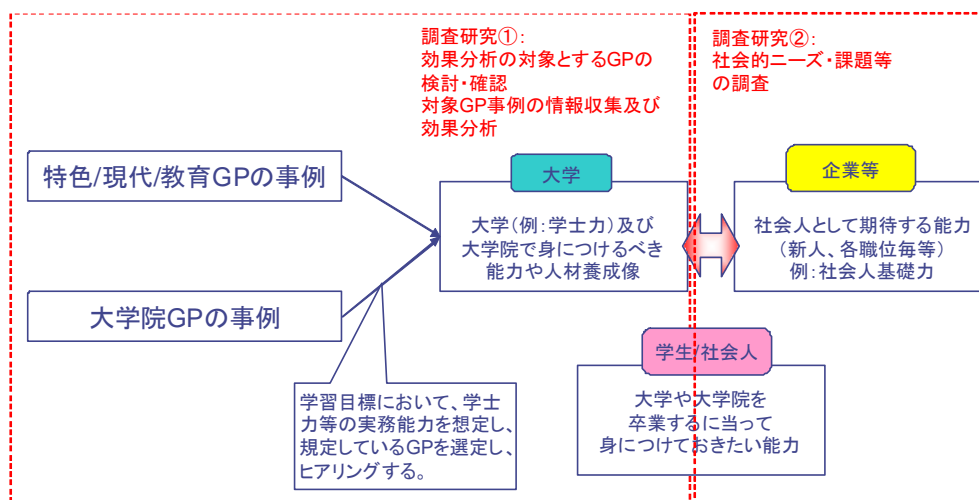 調査研究①：
効果分析の対象とするGPの
検討・確認
対象GP事例の情報収集及び
効果分析
調査研究②：
社会的ニーズ・課題等
の調査
特色/現代/教育GPの事例
大学院GPの事例
大学
大学（例：学士力）及び
大学院で身につけるべき
能力や人材養成像
企業等
社会人として期待する能力
（新人、各職位毎等）
例：社会人基礎力
学習目標において、学士
力等の実務能力を想定し、
規定しているGPを選定し、
ヒアリングする。
学生/社会人
大学や大学院を
卒業するに当って
身につけておきたい能力